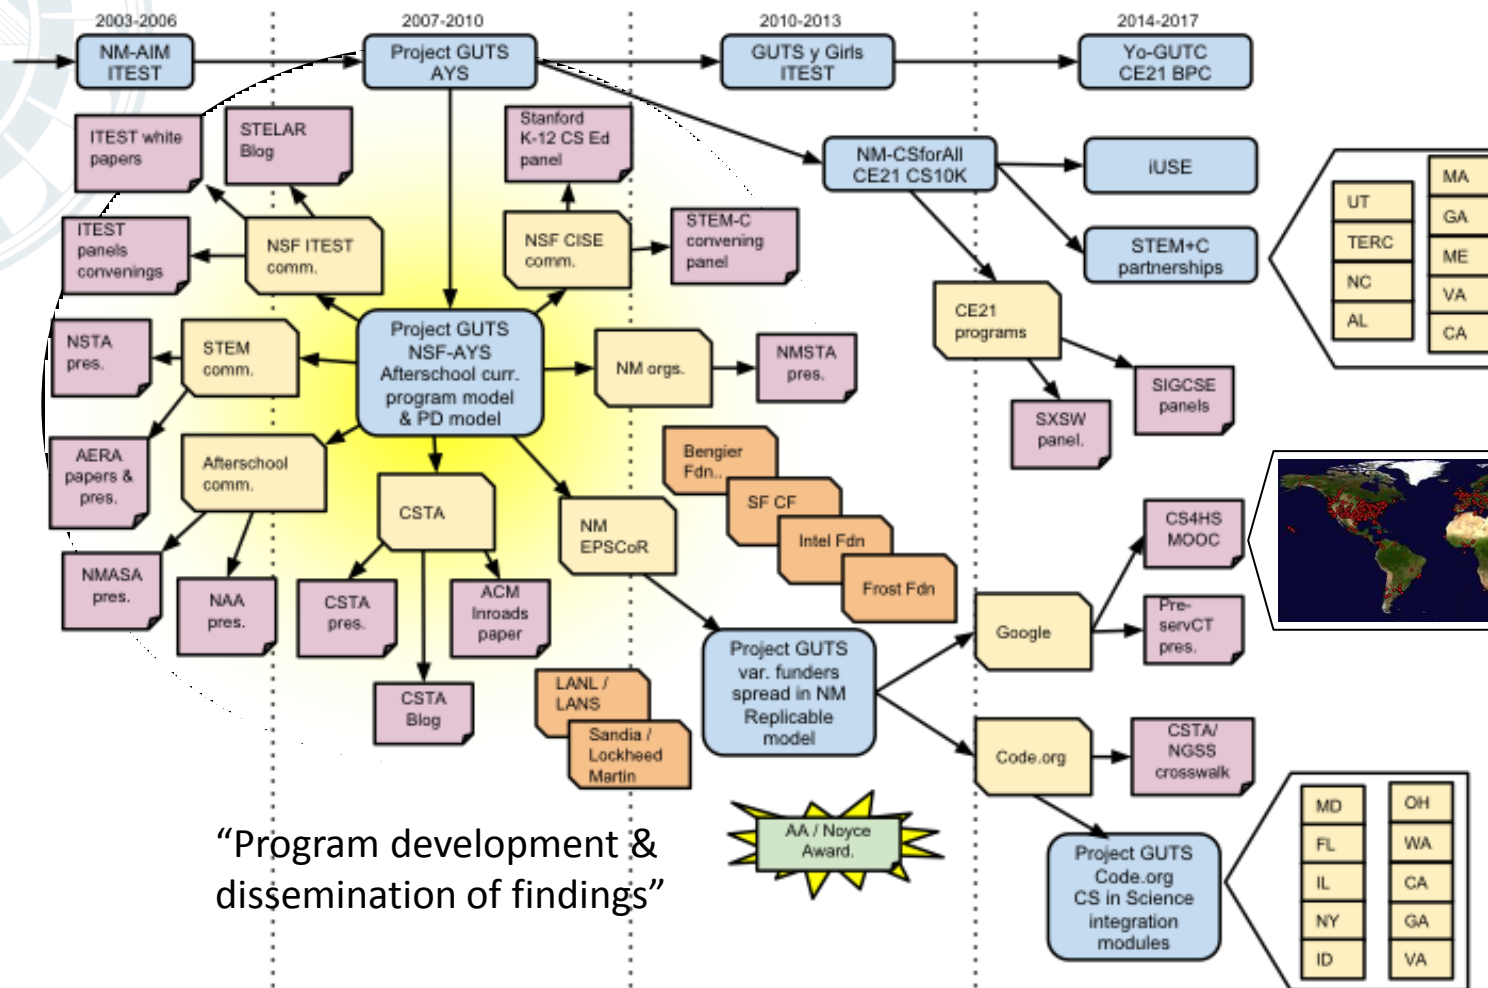 2003-2006
2007-2010
2010-2013
2014-2017
NM-AIM
ITEST
Project GUTS
AYS
GUTS y Girls
ITEST
Yo-GUTC
CE21 BPC
ITEST white
papers
STELAR
Blog
Stanford
K-12 CS Ed
panel
NM-CSforAll
CE21 CS10K
iUSE
STEM+C
partnerships
ITEST
panels
convenings
NSF ITEST
comm.
NSF CISE
comm.
STEM-C
convening
panel
UT
TERC
NC
AL
MA
GA
ME
VA
CA
NSTA
pres.
STEM
comm.
Project GUTS
NSF-AYS
Afterschool curr.
program model
& PD model
NM orgs.
NMSTA
pres.
CE21
programs
SIGCSE
panels
SXSW
panel.
AERA
papers &
pres.
Afterschool
comm.
CSTA
NM
EPSCoR
Bengier
Fdn..
SF CF
Intel Fdn
Frost Fdn
CS4HS
MOOC
NMASA
pres.
NAA
pres.
CSTA
pres.
ACM
Inroads
paper
CSTA
Blog
Google
Pre-
servCT
pres.
LANL /
LANS
Sandia /
Lockheed
Martin
Project GUTS
var. funders
spread in NM
Replicable
model
Code.org
CSTA/
NGSS
crosswalk
AA / Noyce
Award.
Project GUTS
Code.org
CS in Science
integration
modules
MD
FL
IL
NY
ID
OH
WA
CA
GA
VA
“Program development &
dissemination of findings”